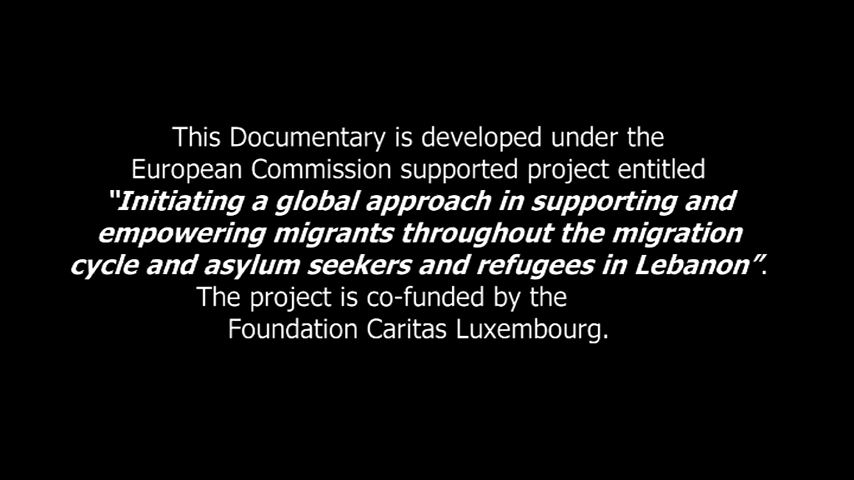 This Documentary is developed under the
European Commission supported project entitled
“Initiating a global approach in supporting and
empowering migrants throughout the migration
cycle and asylum seekers and refugees in Lebanon”.
The project is co-funded by the
Foundation Caritas Luxembourg.